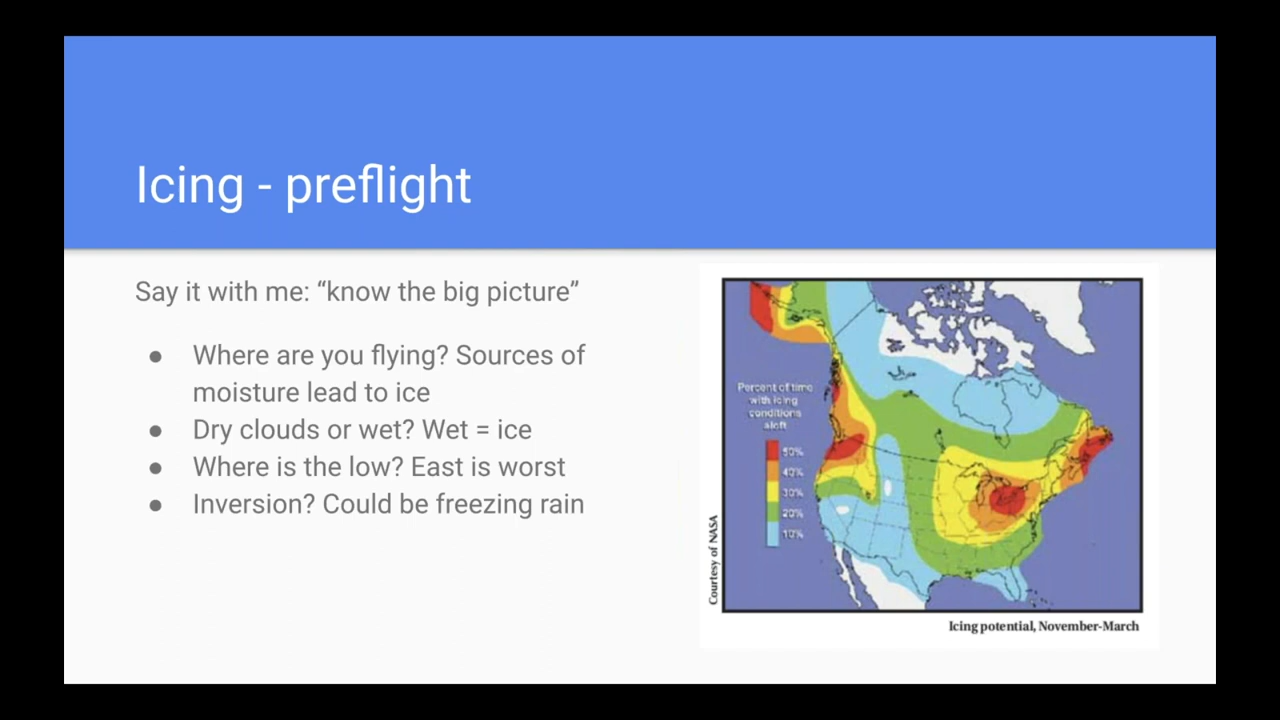 Icing - preflight
Say it with me: “know the big picture”
● Where are you flying? Sources of
moisture lead to ice
● Dry clouds or wet? Wet = ice
● Where is the low? East is worst
● Inversion? Could be freezing rain
Percent of time
with icing
conditions
aloft
50%
40%
30%
20%
10%
Courtesy of NASA
Icing potential, November-March